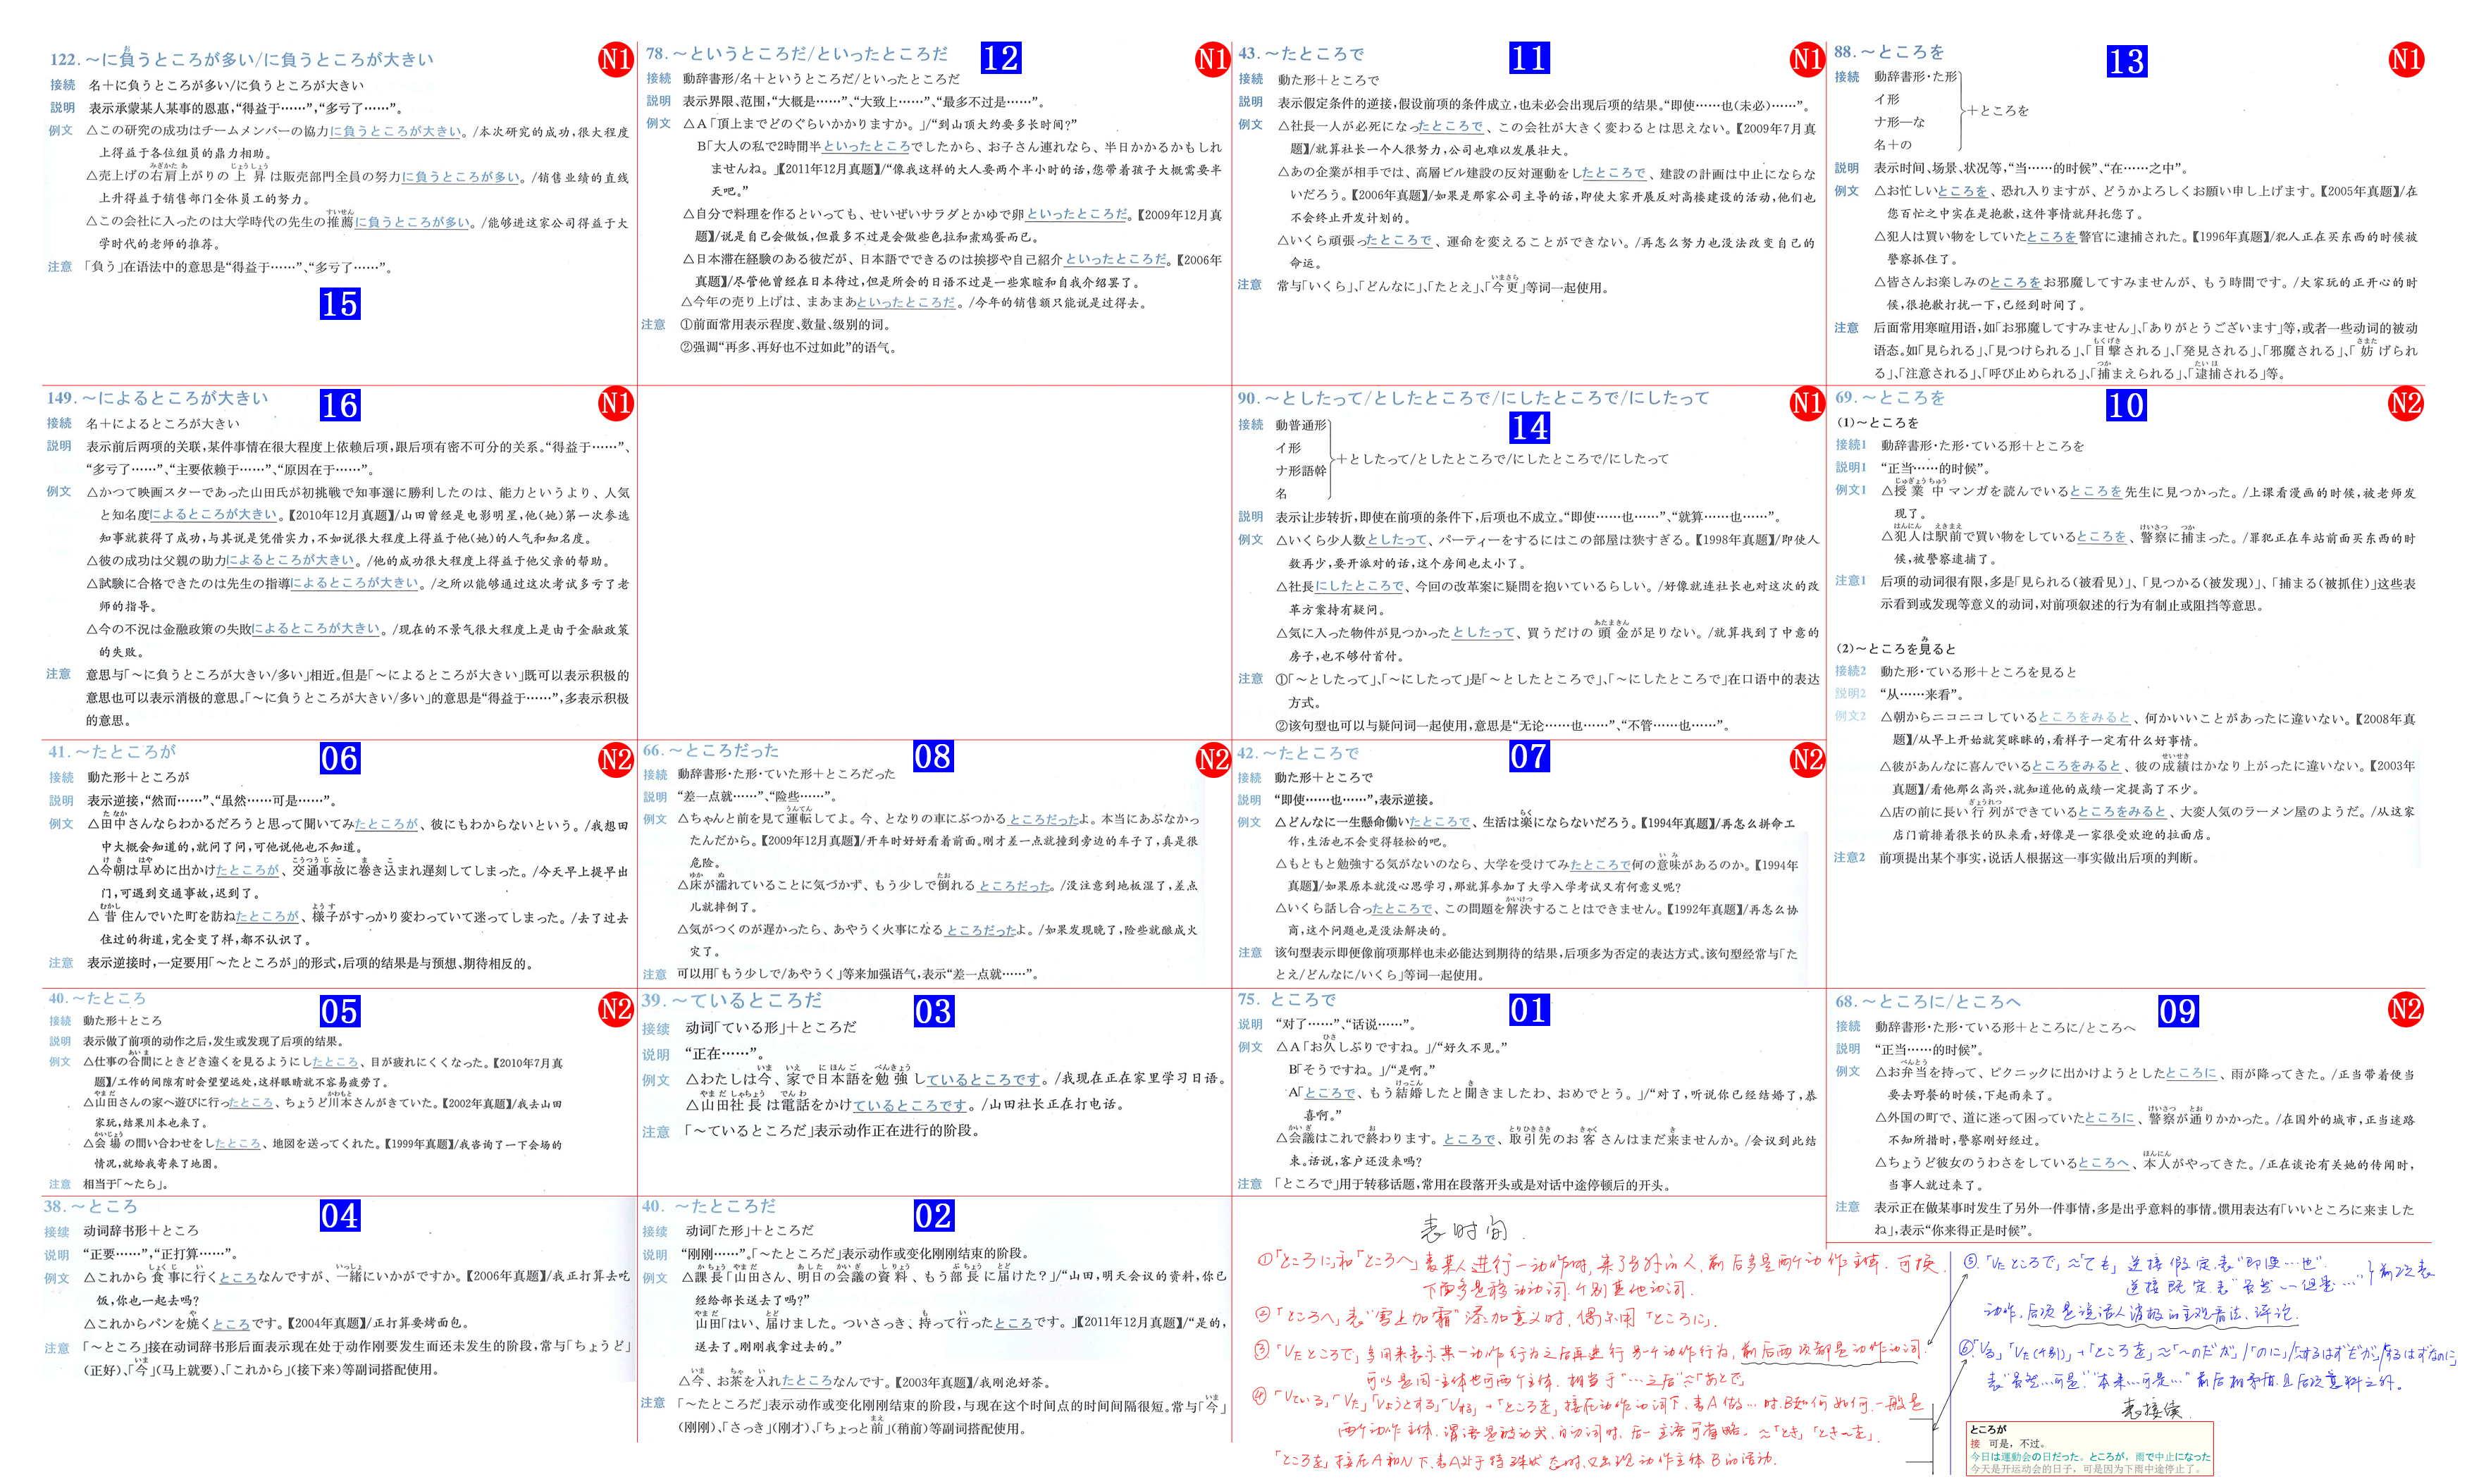 122.～に負うところが多い/に負うところが大きい
N1
接続 名＋に負うところが多い/に負うところが大きい
説明 表示承蒙某人某事的恩惠,“得益于……”,“多亏了……”。
例文 △この研究の成功はチームメンバーの協力に負うところが大きい。/本次研究的成功,很大程度
上得益于各位组员的鼎力相助。
△売上げの右肩上がりの上昇は販売部門全員の努力に負うところが多い。/销售业绩的直线
上升得益于销售部门全体员工的努力。
△この会社に入ったのは大学時代の先生の推薦に負うところが多い。/能够进这家公司得益于大
学时代的老师的推荐。
注意 「負う」在语法中的意思是“得益于……”、“多亏了……”。
15
78.～というところだ/といったところだ
12
N1
接続 動辞書形/名＋というところだ/といったところだ
説明 表示界限、范围,“大概是……”、“大致上……”、“最多不过是……”。
例文 △A「頂上までどのぐらいかかりますか。」/“到山顶大约要多长时间?”
B「大人の私で2時間半といったところでしたから、お子さん連れなら、半日かかるかもしれ
ませんね。」【2011年12月真题】/“像我这样的大人要两个半小时的话,您带着孩子大概需要半
天吧。”
△自分で料理を作るといっても、せいぜいサラダとかゆで卵といったところだ。【2009年12月真
题】/说是自己会做饭,但最多不过是会做些色拉和煮鸡蛋而已。
△日本滞在経験のある彼だが、日本語でできるのは挨拶や自己紹介といったところだ。【2006年
真题】/尽管他曾经在日本待过,但是所会的日语不过是一些寒暄和自我介绍罢了。
△今年の売り上げは、まあまあといったところだ。/今年的销售额只能说是过得去。
注意 ①前面常用表示程度、数量、级别的词。
②强调“再多、再好也不过如此”的语气。
43.～たところで
11
N1
接続 動た形＋ところで
説明 表示假定条件的逆接,假设前项的条件成立,也未必会出现后项的结果。“即使……也(未必)……”。
例文 △社長一人が必死になったところで、この会社が大きく変わるとは思えない。【2009年7月真
题】/就算社长一个人很努力,公司也难以发展壮大。
△あの企業が相手では、高層ビル建設の反対運動をしたところで、建設の計画は中止にならな
いだろう。【2006年真题】/如果是那家公司主导的话,即使大家开展反对高楼建设的活动,他们也
不会终止开发计划的。
△いくら頑張ったところで、運命を変えることができない。/再怎么努力也没法改变自己的
命运。
注意 常与「いくら」、「どんなに」、「たとえ」、「今更」等词一起使用。
88.～ところを
13
N1
接続 動辞書形・た形
イ形
ナ形―な
名＋の
＋ところを
説明 表示时间、场景、状况等,“当……的时候”、“在……之中”。
例文 △お忙しいところを、恐れ入りますが、どうかよろしくお願い申し上げます。【2005年真题】/在
您百忙之中实在是抱歉,这件事情就拜托您了。
△犯人は買い物をしていたところを警官に逮捕された。【1996年真题】/犯人正在买东西的时候被
警察抓住了。
△皆さんお楽しみのところをお邪魔してすみませんが、もう時間です。/大家玩的正开心的时
候,很抱歉打扰一下,已经到时间了。
注意 后面常用寒暄用语,如「お邪魔してすみません」、「ありがとうございます」等,或者一些动词的被动
语态。如「見られる」、「見つけられる」、「目撃される」、「発見される」、「邪魔される」、「妨げられ
る」、「注意される」、「呼び止められる」、「捕まえられる」、「逮捕される」等。
149.～によるところが大きい
16
N1
接続 名＋によるところが大きい
説明 表示前后两项的关联,某件事情在很大程度上依赖后项,跟后项有密不可分的关系。“得益于……”、
“多亏了……”、“主要依赖于……”、“原因在于……”。
例文 △かつて映画スターであった山田氏が初挑戦で知事選に勝利したのは、能力というより、人気
と知名度によるところが大きい。【2010年12月真题】/山田曾经是电影明星,他(她)第一次参选
知事就获得了成功,与其说是凭借实力,不如说很大程度上得益于他(她)的人气和知名度。
△彼の成功は父親の助力によるところが大きい。/他的成功很大程度上得益于他父亲的帮助。
△試験に合格できたのは先生の指導によるところが大きい。/之所以能够通过这次考试多亏了老
师的指导。
△今の不況は金融政策の失敗によるところが大きい。/现在的不景气很大程度上是由于金融政策
的失败。
注意 意思与「～に負うところが大きい/多い」相近。但是「～によるところが大きい」既可以表示积极的
意思也可以表示消极的意思。「～に負うところが大きい/多い」的意思是“得益于……”,多表示积极
的意思。
90.～としたって/としたところで/にしたところで/にしたって
14
N1
接続 動普通形
イ形
ナ形語幹
名
＋としたって/としたところで/にしたところで/にしたって
説明 表示让步转折,即使在前项的条件下,后项也不成立。“即使……也……”、“就算……也……”。
例文 △いくら少人数としたって、パーティーをするにはこの部屋は狭すぎる。【1998年真题】/即使人
数再少,要开派对的话,这个房间也太小了。
△社長にしたところで、今回の改革案に疑問を抱いているらしい。/好像就连社长也对这次的改
革方案持有疑问。
△気に入った物件が見つかったとしたって、買うだけの頭金が足りない。/就算找到了中意的
房子,也不够付首付。
注意 ①「～としたって」、「～にしたって」是「～としたところで」、「～にしたところで」在口语中的表达
方式。
②该句型也可以与疑问词一起使用,意思是“无论……也……”、“不管……也……”。
69.～ところを
10
N2
(1)～ところを
接続1 動辞書形・た形・ている形＋ところを
説明1 “正当……的时候”。
例文1 △授業中マンガを読んでいるところを先生に見つかった。/上课看漫画的时候,被老师发
现了。
△犯人は駅前で買い物をしているところを、警察に捕まった。/罪犯正在车站前面买东西的时
候,被警察逮捕了。
注意1 后项的动词很有限,多是「見られる(被看见)」、「見つかる(被发现)」、「捕まる(被抓住)」这些表
示看到或发现等意义的动词,对前项叙述的行为有制止或阻挡等意思。
(2)～ところを見ると
接続2 動た形・ている形＋ところを見ると
説明2 “从……来看”。
例文2 △朝からニコニコしているところをみると、何かいいことがあったに違いない。【2008年真
题】/从早上开始就笑眯眯的,看样子一定有什么好事情。
△彼があんなに喜んでいるところをみると、彼の成績はかなり上がったに違いない。【2003年
真题】/看他那么高兴,就知道他的成绩一定提高了不少。
△店の前に長い行列ができているところをみると、大変人気のラーメン屋のようだ。/从这家
店门前排着很长的队来看,好像是一家很受欢迎的拉面店。
注意2 前项提出某个事实,说话人根据这一事实做出后项的判断。
41.～たところが
06
N2
接続 動た形＋ところが
説明 表示逆接,“然而……”、“虽然……可是……”。
例文 △田中さんならわかるだろうと思って聞いてみたところが、彼にもわからないという。/我想田
中大概会知道的,就问了问,可他说他也不知道。
△今朝は早めに出かけたところが、交通事故に巻き込まれ遅刻してしまった。/今天早上提早出
门,可遇到交通事故,迟到了。
△昔住んでいた町を訪ねたところが、様子がすっかり変わっていて迷ってしまった。/去了过去
住过的街道,完全变了样,都不认识了。
注意 表示逆接时,一定要用「～たところが」的形式,后项的结果是与预想、期待相反的。
66.～ところだった
08
N2
接続 動辞書形・た形・ていた形＋ところだった
説明 “差一点就……”、“险些……”。
例文 △ちゃんと前を見て運転してよ。今、となりの車にぶつかるところだったよ。本当にあぶなかっ
たんだから。【2009年12月真题】/开车时好好看着前面。刚才差一点就撞到旁边的车子了,真是很
危险。
△床が濡れていることに気づかず、もう少しで倒れるところだった。/没注意到地板湿了,差点
儿就摔倒了。
△気がつくのが遅かったら、あやうく火事になるところだったよ。/如果发现晚了,险些就酿成火
灾了。
注意 可以用「もう少しで/あやうく」等来加强语气,表示“差一点就……”。
42.～たところで
07
N2
接続 動た形＋ところで
説明 “即使……也……”,表示逆接。
例文 △どんなに一生懸命働いたところで、生活は楽にならないだろう。【1994年真题】/再怎么拼命工
作,生活也不会变得轻松的吧。
△もともと勉強する気がないのなら、大学を受けてみたところで何の意味があるのか。【1994年
真题】/如果原本就没心思学习,那就算参加了大学入学考试又有何意义呢?
△いくら話し合ったところで、この問題を解決することはできません。【1992年真题】/再怎么协
商,这个问题也是没法解决的。
注意 该句型表示即便像前项那样也未必能达到期待的结果,后项多为否定的表达方式。该句型经常与「た
とえ/どんなに/いくら」等词一起使用。
40.～たところ
05
N2
接続 動た形＋ところ
説明 表示做了前项的动作之后,发生或发现了后项的结果。
例文 △仕事の合間にときどき遠くを見るようにしたところ、目が疲れにくくなった。【2010年7月真
题】/工作的间隙有时会望望远处,这样眼睛就不容易疲劳了。
△山田さんの家へ遊びに行ったところ、ちょうど川本さんがきていた。【2002年真题】/我去山田
家玩,结果川本也来了。
△会場の問い合わせをしたところ、地図を送ってくれた。【1999年真题】/我咨询了一下会场的
情况,就给我寄来了地图。
注意 相当于「～たら」。
39.～ているところだ
03
接续 动词「ている形」＋ところだ
说明 “正在……”。
例文 △わたしは今、家で日本語を勉強しているところです。/我现在正在家里学习日语。
△山田社長は電話をかけているところです。/山田社长正在打电话。
注意 「～ているところだ」表示动作正在进行的阶段。
75. ところで
01
说明 “对了……”、“话说……”。
例文 △A「お久しぶりですね。」/“好久不见。”
B「そうですね。」/“是啊。”
A「ところで、もう結婚したと聞きましたわ、おめでとう。」/“对了,听说你已经结婚了,恭
喜啊。”
△会議はこれで終わります。ところで、取引先のお客さんはまだ来ませんか。/会议到此结
束。话说,客户还没来吗?
注意 「ところで」用于转移话题,常用在段落开头或是对话中途停顿后的开头。
68.～ところに/ところへ
09
N2
接続 動辞書形・た形・ている形＋ところに/ところへ
説明 “正当……的时候”。
例文 △お弁当を持って、ピクニックに出かけようとしたところに、雨が降ってきた。/正当带着便当
要去野餐的时候,下起雨来了。
△外国の町で、道に迷って困っていたところに、警察が通りかかった。/在国外的城市,正当迷路
不知所措时,警察刚好经过。
△ちょうど彼女のうわさをしているところへ、本人がやってきた。/正在谈论有关她的传闻时,
当事人就过来了。
注意 表示正在做某事时发生了另外一件事情,多是出乎意料的事情。惯用表达有「いいところに来ました
ね」,表示“你来得正是时候”。
38.～ところ
04
接续 动词辞书形＋ところ
说明 “正要……”,“正打算……”。
例文 △これから食事に行くところなんですが、一緒にいかがですか。【2006年真题】/我正打算去吃
饭,你也一起去吗?
△これからパンを焼くところです。【2004年真题】/正打算要烤面包。
注意 「～ところ」接在动词辞书形后面表示现在处于动作刚要发生而还未发生的阶段,常与「ちょうど」
(正好)、「今」(马上就要)、「これから」(接下来)等副词搭配使用。
40. ～たところだ
02
接续 动词「た形」＋ところだ
说明 “刚刚……”。「～たところだ」表示动作或变化刚刚结束的阶段。
例文 △課長「山田さん、明日の会議の資料、もう部長に届けた?」/“山田,明天会议的资料,你已
经给部长送去了吗?”
山田「はい、届けました。ついさっき、持って行ったところです。」【2011年12月真题】/“是的,
送去了。刚刚我拿过去的。”
△今、お茶を入れたところなんです。【2003年真题】/我刚泡好茶。
注意 「～たところだ」表示动作或变化刚刚结束的阶段,与现在这个时间点的时间间隔很短。常与「今」
(刚刚)、「さっき」(刚才)、「ちょっと前」(稍前)等副词搭配使用。
表时间.
①「ところに」和「ところへ」表某人进行一动作时,来了另外的人,前后多是两个动作主体,可换.
下面多是移动动词,个别其他动词.
②「ところへ」表“雪上加霜”添加意义时,偶尔用「ところに」.
③「Vたところで」多用来表示某一动作行为之后再进行另一个动作行为,前后两项都是动作动词.
可以是同一主体也可两个主体.相当于“…之后”≈「あとで」
④「Vている」「Vた」「Vようとする」「Vする」+「ところを」接在动作动词下,表A做…时,B如何如何.一般是
两个动作主体,谓语是被动式,自动词时,后一主语可省略. ≈「とき」「とき～を」.
「ところを」接在A和N下,表A处于特殊状态时,又出现动作主体B的活动.
⑤.「Vたところで」≈「ても」逆接假定.表“即使…也”.
逆接既定.表“虽然…但是…”}前项表
动作,后项是说话人消极的主观看法、评论.
⑥「Vる」「Vた(个别)」+「ところを」≈「～のだが」/「のに」/「するはずだが」/「するはずなのに」
表“虽然…可是”“本来…可是…”前后相矛盾,且后项意料之外.
表接续.
ところが
接 可是，不过。
今日は運動会の日だった。ところが，雨で中止になった
今天是开运动会的日子，可是因为下雨中途停止了。